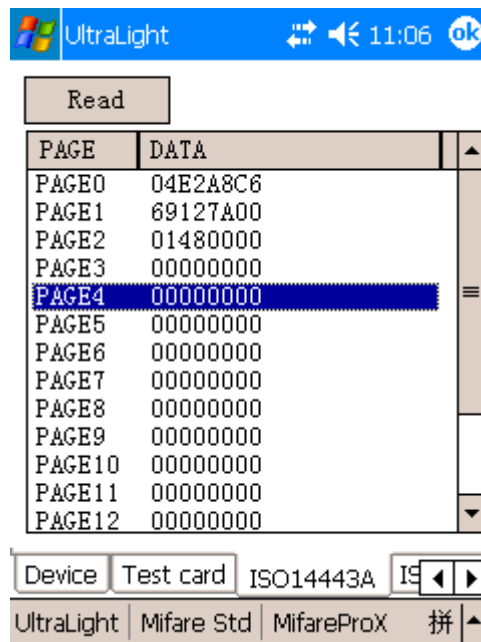 UltraLight 11:06 ok
Read
PAGE DATA
PAGE0 04E2A8C6
PAGE1 69127A00
PAGE2 01480000
PAGE3 00000000
PAGE4 00000000
PAGE5 00000000
PAGE6 00000000
PAGE7 00000000
PAGE8 00000000
PAGE9 00000000
PAGE10 00000000
PAGE11 00000000
PAGE12 00000000
Device Test card ISO14443A IS
UltraLight Mifare Std MifareProX 拼